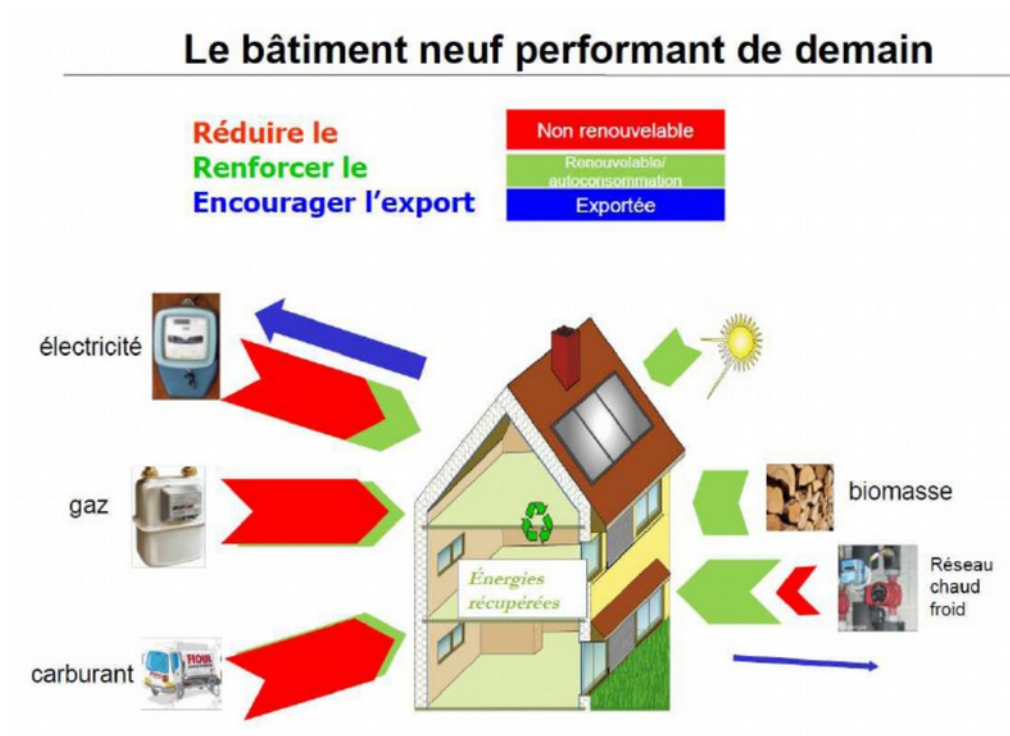 Le bâtiment neuf performant de demain
Réduire le
Non renouvelable
Renforcer le
Renouvelable/
autoconsommation
Encourager l'export
Exportée
électricité
gaz
biomasse
Énergies
récupérées
Réseau
chaud
froid
carburant
FIOUL